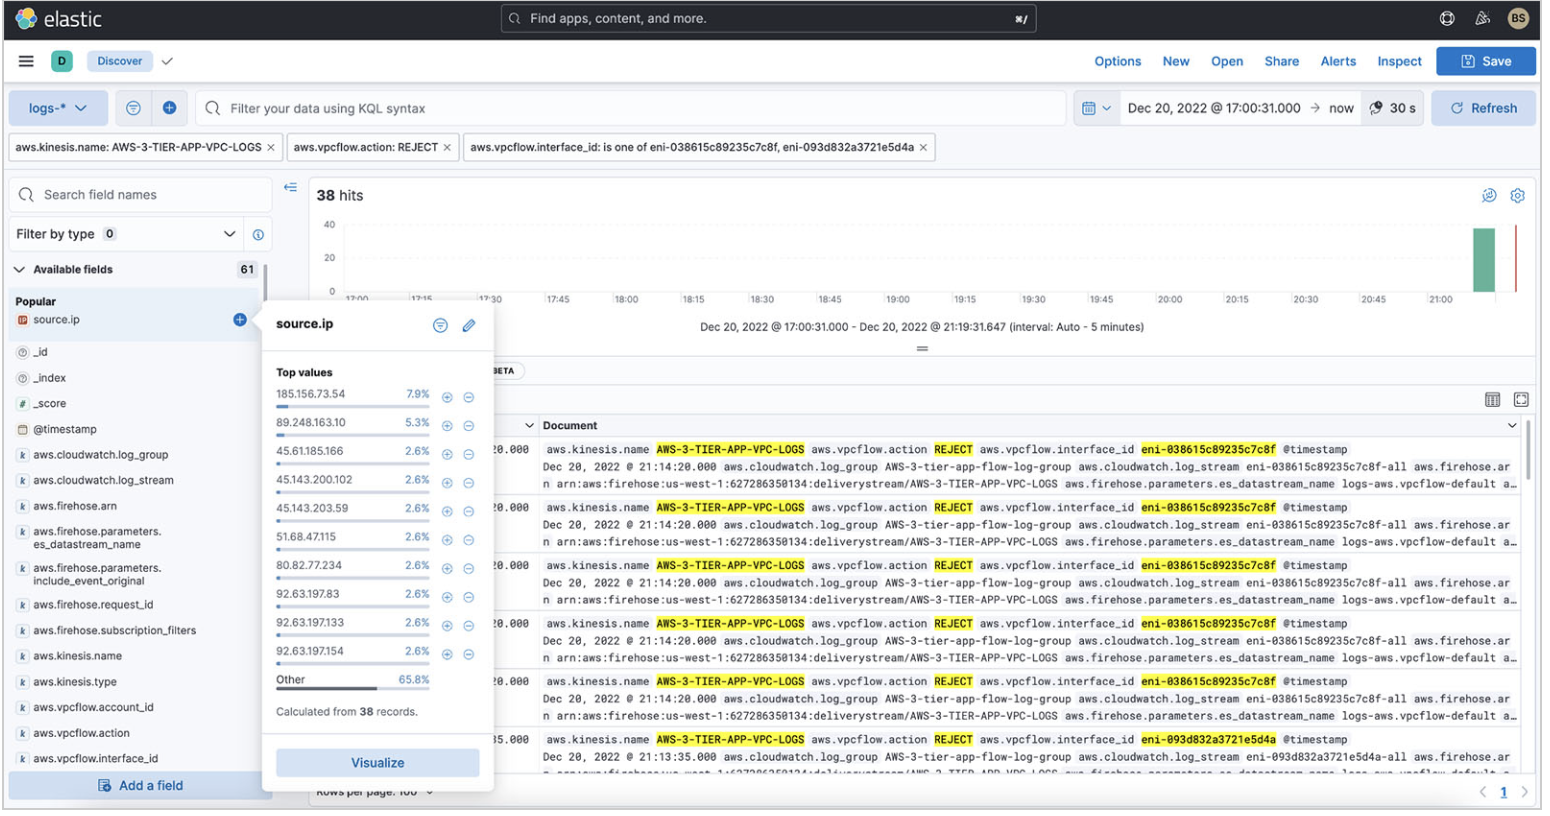 elastic
Find apps, content, and more.
⌘/
BS
D
Discover
Options
New
Open
Share
Alerts
Inspect
Save
logs-*
Filter your data using KQL syntax
Dec 20, 2022 @ 17:00:31.000 → now
30 s
Refresh
aws.kinesis.name: AWS-3-TIER-APP-VPC-LOGS ×
aws.vpcflow.action: REJECT ×
aws.vpcflow.interface_id: is one of eni-038615c89235c7c8f, eni-093d832a3721e5d4a ×
Search field names
Filter by type 0
Available fields 61
Popular
source.ip
_id
_index
_score
@timestamp
aws.cloudwatch.log_group
aws.cloudwatch.log_stream
aws.firehose.arn
aws.firehose.parameters.
es_datastream_name
aws.firehose.parameters.
include_event_original
aws.firehose.request_id
aws.firehose.subscription_filters
aws.kinesis.name
aws.kinesis.type
aws.vpcflow.account_id
aws.vpcflow.action
aws.vpcflow.interface_id
Add a field
source.ip
Top values
185.156.73.54 7.9%
89.248.163.10 5.3%
45.61.185.166 2.6%
45.143.200.102 2.6%
45.143.203.59 2.6%
51.68.47.115 2.6%
80.82.77.234 2.6%
92.63.197.83 2.6%
92.63.197.133 2.6%
92.63.197.154 2.6%
Other 65.8%
Calculated from 38 records.
Visualize
38 hits
40
20
0
17:00 17:15 17:30 17:45 18:00 18:15 18:30 18:45 19:00 19:15 19:30 19:45 20:00 20:15 20:30 20:45 21:00
Dec 20, 2022 @ 17:00:31.000 - Dec 20, 2022 @ 21:19:31.647 (interval: Auto - 5 minutes)
BETA
Document
20.000 aws.kinesis.name AWS-3-TIER-APP-VPC-LOGS aws.vpcflow.action REJECT aws.vpcflow.interface_id eni-038615c89235c7c8f @timestamp
Dec 20, 2022 @ 21:14:20.000 aws.cloudwatch.log_group AWS-3-tier-app-flow-log-group aws.cloudwatch.log_stream eni-038615c89235c7c8f-all aws.firehose.ar
n arn:aws:firehose:us-west-1:627286350134:deliverystream/AWS-3-TIER-APP-VPC-LOGS aws.firehose.parameters.es_datastream_name logs-aws.vpcflow-default a…
20.000 aws.kinesis.name AWS-3-TIER-APP-VPC-LOGS aws.vpcflow.action REJECT aws.vpcflow.interface_id eni-038615c89235c7c8f @timestamp
Dec 20, 2022 @ 21:14:20.000 aws.cloudwatch.log_group AWS-3-tier-app-flow-log-group aws.cloudwatch.log_stream eni-038615c89235c7c8f-all aws.firehose.ar
n arn:aws:firehose:us-west-1:627286350134:deliverystream/AWS-3-TIER-APP-VPC-LOGS aws.firehose.parameters.es_datastream_name logs-aws.vpcflow-default a…
20.000 aws.kinesis.name AWS-3-TIER-APP-VPC-LOGS aws.vpcflow.action REJECT aws.vpcflow.interface_id eni-038615c89235c7c8f @timestamp
Dec 20, 2022 @ 21:14:20.000 aws.cloudwatch.log_group AWS-3-tier-app-flow-log-group aws.cloudwatch.log_stream eni-038615c89235c7c8f-all aws.firehose.ar
n arn:aws:firehose:us-west-1:627286350134:deliverystream/AWS-3-TIER-APP-VPC-LOGS aws.firehose.parameters.es_datastream_name logs-aws.vpcflow-default a…
20.000 aws.kinesis.name AWS-3-TIER-APP-VPC-LOGS aws.vpcflow.action REJECT aws.vpcflow.interface_id eni-038615c89235c7c8f @timestamp
Dec 20, 2022 @ 21:14:20.000 aws.cloudwatch.log_group AWS-3-tier-app-flow-log-group aws.cloudwatch.log_stream eni-038615c89235c7c8f-all aws.firehose.ar
n arn:aws:firehose:us-west-1:627286350134:deliverystream/AWS-3-TIER-APP-VPC-LOGS aws.firehose.parameters.es_datastream_name logs-aws.vpcflow-default a…
20.000 aws.kinesis.name AWS-3-TIER-APP-VPC-LOGS aws.vpcflow.action REJECT aws.vpcflow.interface_id eni-038615c89235c7c8f @timestamp
Dec 20, 2022 @ 21:14:20.000 aws.cloudwatch.log_group AWS-3-tier-app-flow-log-group aws.cloudwatch.log_stream eni-038615c89235c7c8f-all aws.firehose.ar
n arn:aws:firehose:us-west-1:627286350134:deliverystream/AWS-3-TIER-APP-VPC-LOGS aws.firehose.parameters.es_datastream_name logs-aws.vpcflow-default a…
35.000 aws.kinesis.name AWS-3-TIER-APP-VPC-LOGS aws.vpcflow.action REJECT aws.vpcflow.interface_id eni-093d832a3721e5d4a @timestamp
Dec 20, 2022 @ 21:13:35.000 aws.cloudwatch.log_group AWS-3-tier-app-flow-log-group aws.cloudwatch.log_stream eni-093d832a3721e5d4a-all aws.firehose.ar
Rows per page: 100
1